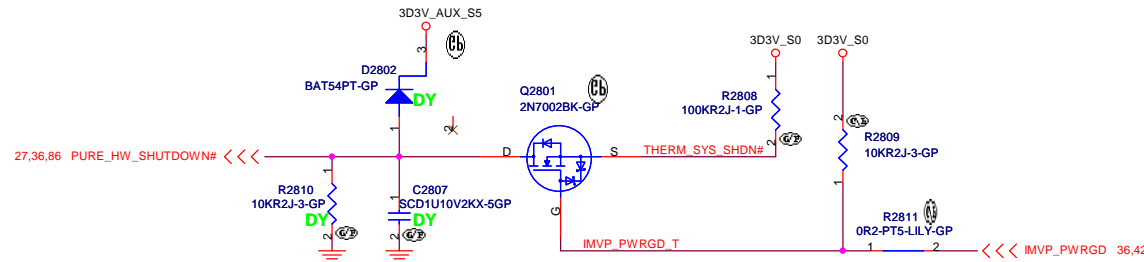 3D3V_AUX_S5
3
D2802
BAT54PT-GP
DY
1
2
Q2801
2N7002BK-GP
D
S
G
3D3V_S0
1
R2808
100KR2J-1-GP
2
3D3V_S0
2
R2809
10KR2J-3-GP
1
27,36,86 PURE_HW_SHUTDOWN#
THERM_SYS_SHDN#
1
R2810
10KR2J-3-GP
DY
2
1
C2807
SCD1U10V2KX-5GP
DY
2
IMVP_PWRGD_T
R2811
0R2-PT5-LILY-GP
1
2
IMVP_PWRGD 36,42